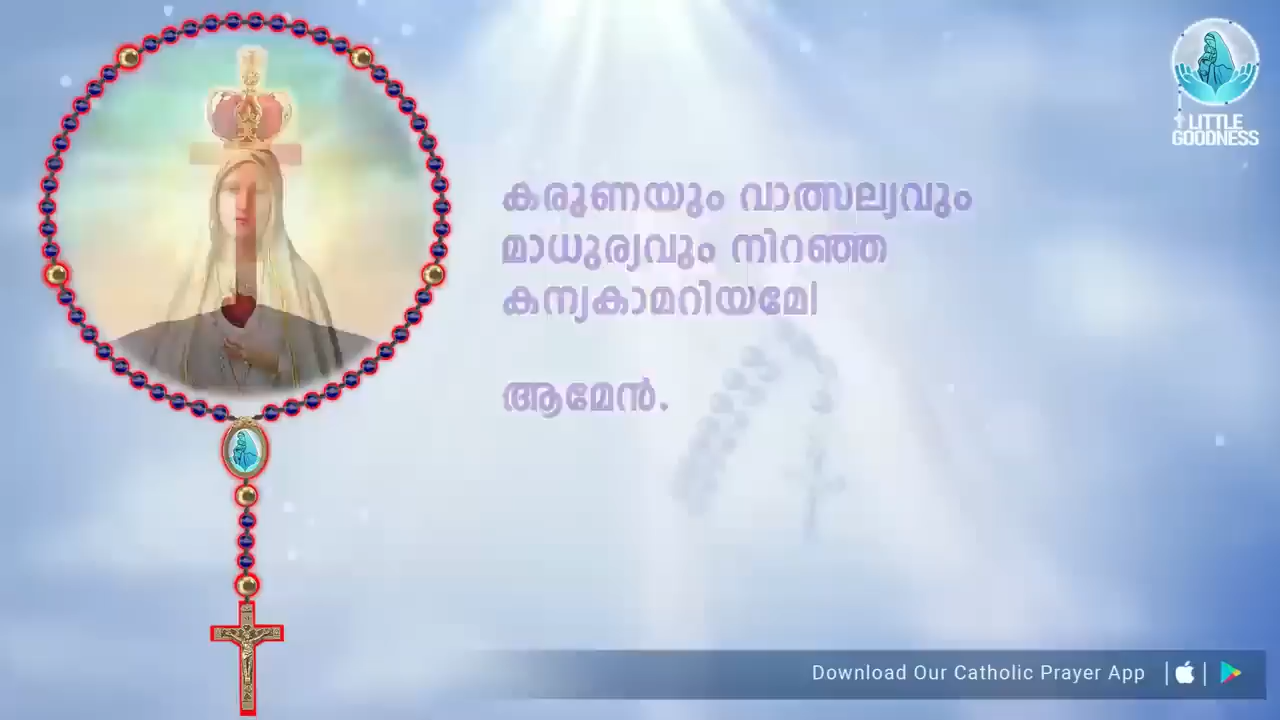 LITTLE
GOODNESS
കരുണയും വാത്സല്യവും
മാധുര്യവും നിറഞ്ഞ
കന്യകാമറിയമേ
ആമേൻ.
Download Our Catholic Prayer App